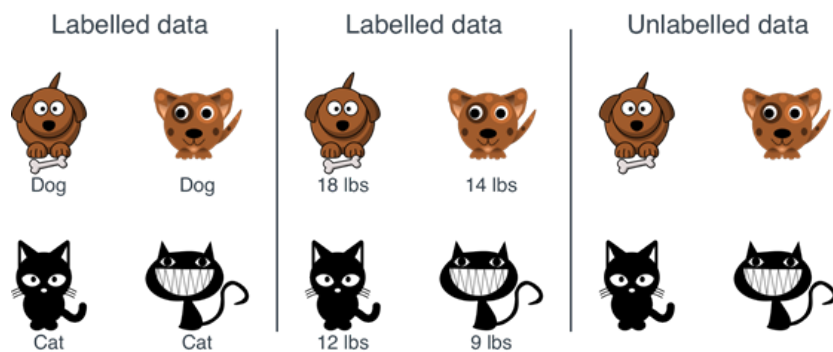 Labelled data
Dog Dog
Cat Cat
Labelled data
18 lbs 14 lbs
12 lbs 9 lbs
Unlabelled data